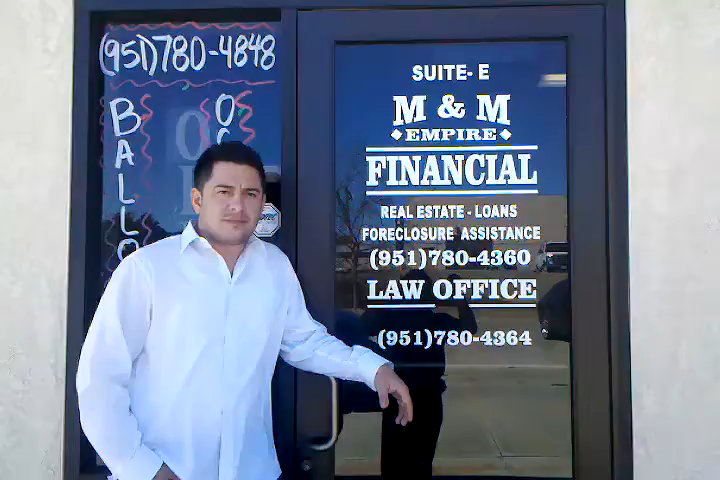 (951)780-4848
BALLO
SUITE- E
M & M
EMPIRE
FINANCIAL
REAL ESTATE - LOANS
FORECLOSURE ASSISTANCE
(951)780-4360
LAW OFFICE
(951)780-4364